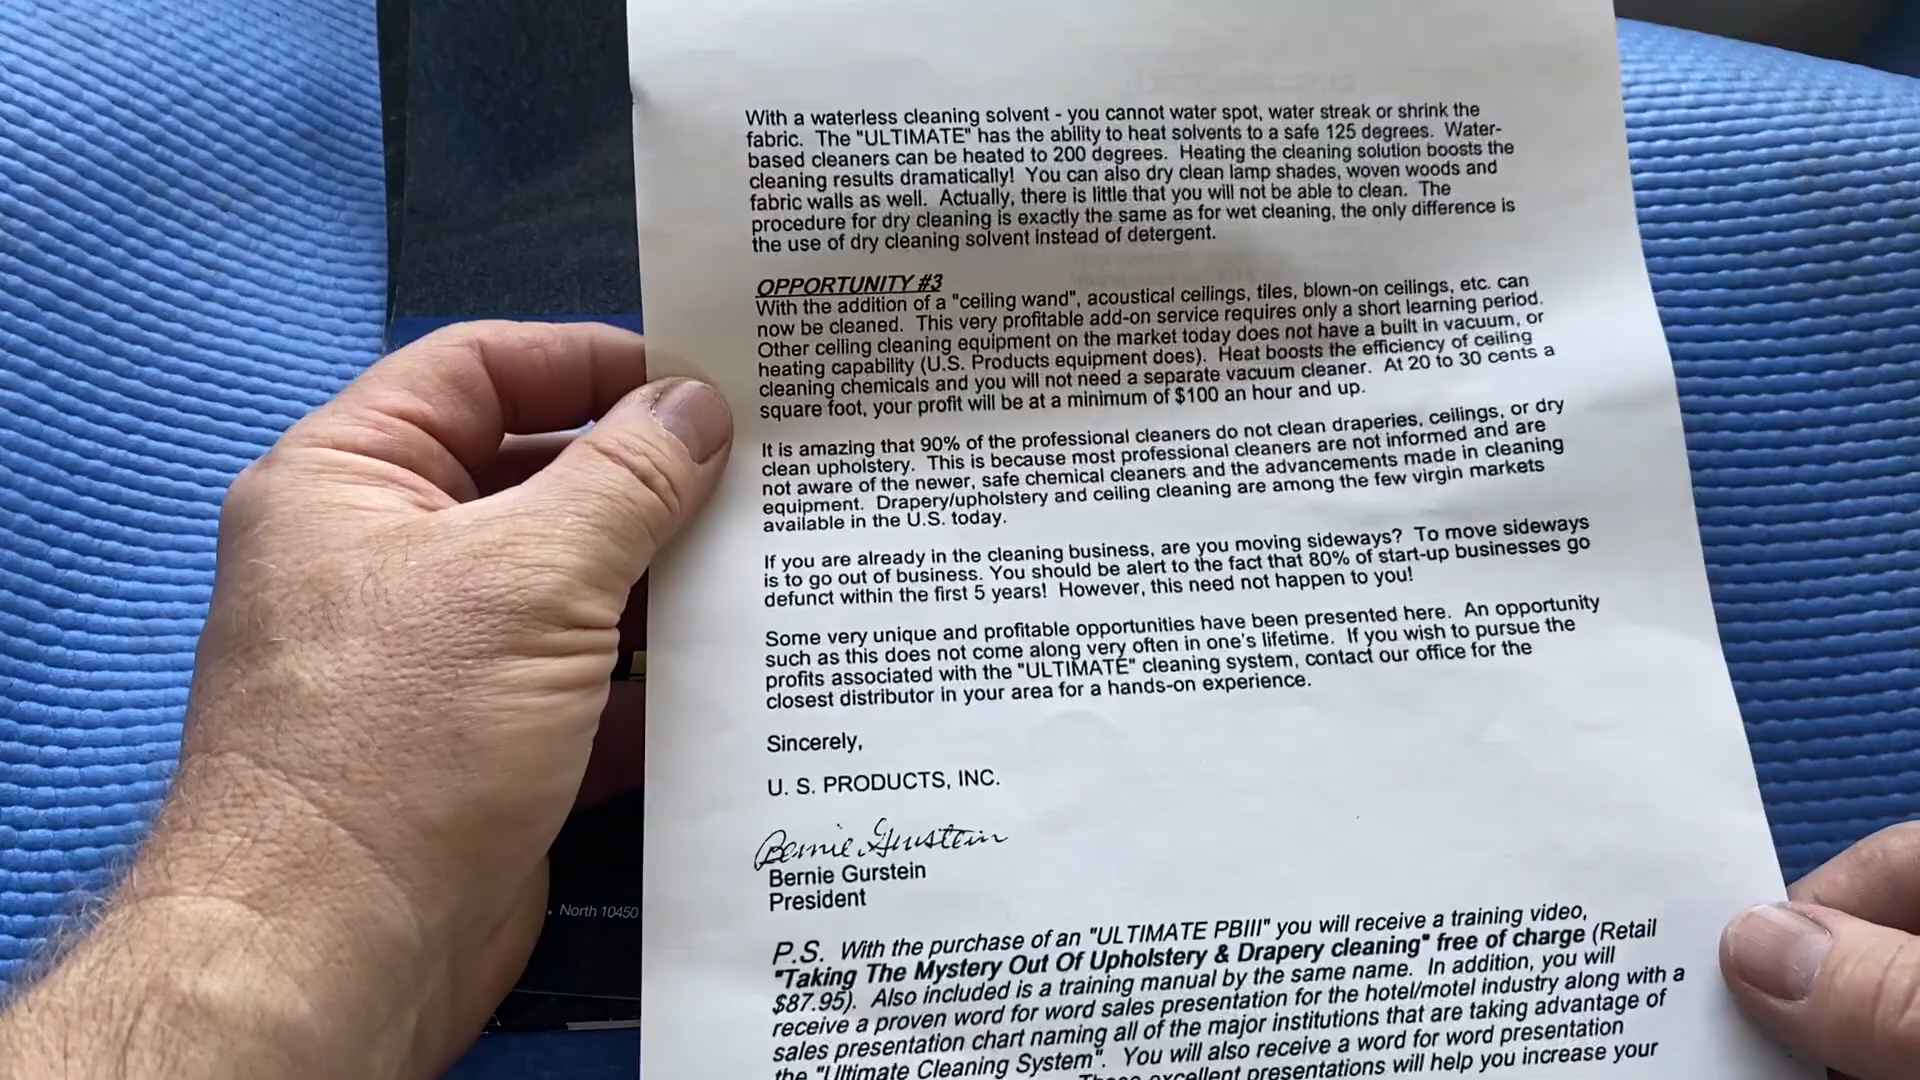 With a waterless cleaning solvent - you cannot water spot, water streak or shrink the
fabric. The "ULTIMATE" has the ability to heat solvents to a safe 125 degrees. Water-
based cleaners can be heated to 200 degrees. Heating the cleaning solution boosts the
cleaning results dramatically! You can also dry clean lamp shades, woven woods and
fabric walls as well. Actually, there is little that you will not be able to clean. The
procedure for dry cleaning is exactly the same as for wet cleaning, the only difference is
the use of dry cleaning solvent instead of detergent.
OPPORTUNITY #3
With the addition of a "ceiling wand", acoustical ceilings, tiles, blown-on ceilings, etc. can
now be cleaned. This very profitable add-on service requires only a short learning period.
Other ceiling cleaning equipment on the market today does not have a built in vacuum, or
heating capability (U.S. Products equipment does). Heat boosts the efficiency of ceiling
cleaning chemicals and you will not need a separate vacuum cleaner. At 20 to 30 cents a
square foot, your profit will be at a minimum of $100 an hour and up.
It is amazing that 90% of the professional cleaners do not clean draperies, ceilings, or dry
clean upholstery. This is because most professional cleaners are not informed and are
not aware of the newer, safe chemical cleaners and the advancements made in cleaning
equipment. Drapery/upholstery and ceiling cleaning are among the few virgin markets
available in the U.S. today.
If you are already in the cleaning business, are you moving sideways? To move sideways
is to go out of business. You should be alert to the fact that 80% of start-up businesses go
defunct within the first 5 years! However, this need not happen to you!
Some very unique and profitable opportunities have been presented here. An opportunity
such as this does not come along very often in one's lifetime. If you wish to pursue the
profits associated with the "ULTIMATE" cleaning system, contact our office for the
closest distributor in your area for a hands-on experience.
Sincerely,
U. S. PRODUCTS, INC.
Bernie Gurstein
Bernie Gurstein
President
• North 10450
P.S. With the purchase of an "ULTIMATE PBIII" you will receive a training video,
"Taking The Mystery Out Of Upholstery & Drapery cleaning" free of charge (Retail
$87.95). Also included is a training manual by the same name. In addition, you will
receive a proven word for word sales presentation for the hotel/motel industry along with a
sales presentation chart naming all of the major institutions that are taking advantage of
the "Ultimate Cleaning System". You will also receive a word for word presentation
excellent presentations will help you increase your